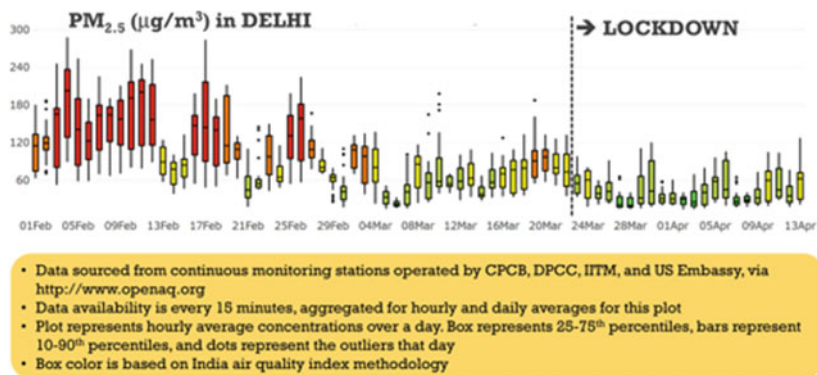 PM2.5 (µg/m³) in DELHI
→ LOCKDOWN
300
240
180
120
60
01Feb 05Feb 09Feb 13Feb 17Feb 21Feb 25Feb 29Feb 04Mar 08Mar 12Mar 16Mar 20Mar 24Mar 28Mar 01Apr 05Apr 09Apr 13Apr
• Data sourced from continuous monitoring stations operated by CPCB, DPCC, IITM, and US Embassy, via
http://www.openaq.org
• Data availability is every 15 minutes, aggregated for hourly and daily averages for this plot
• Plot represents hourly average concentrations over a day. Box represents 25-75th percentiles, bars represent
10-90th percentiles, and dots represent the outliers that day
• Box color is based on India air quality index methodology